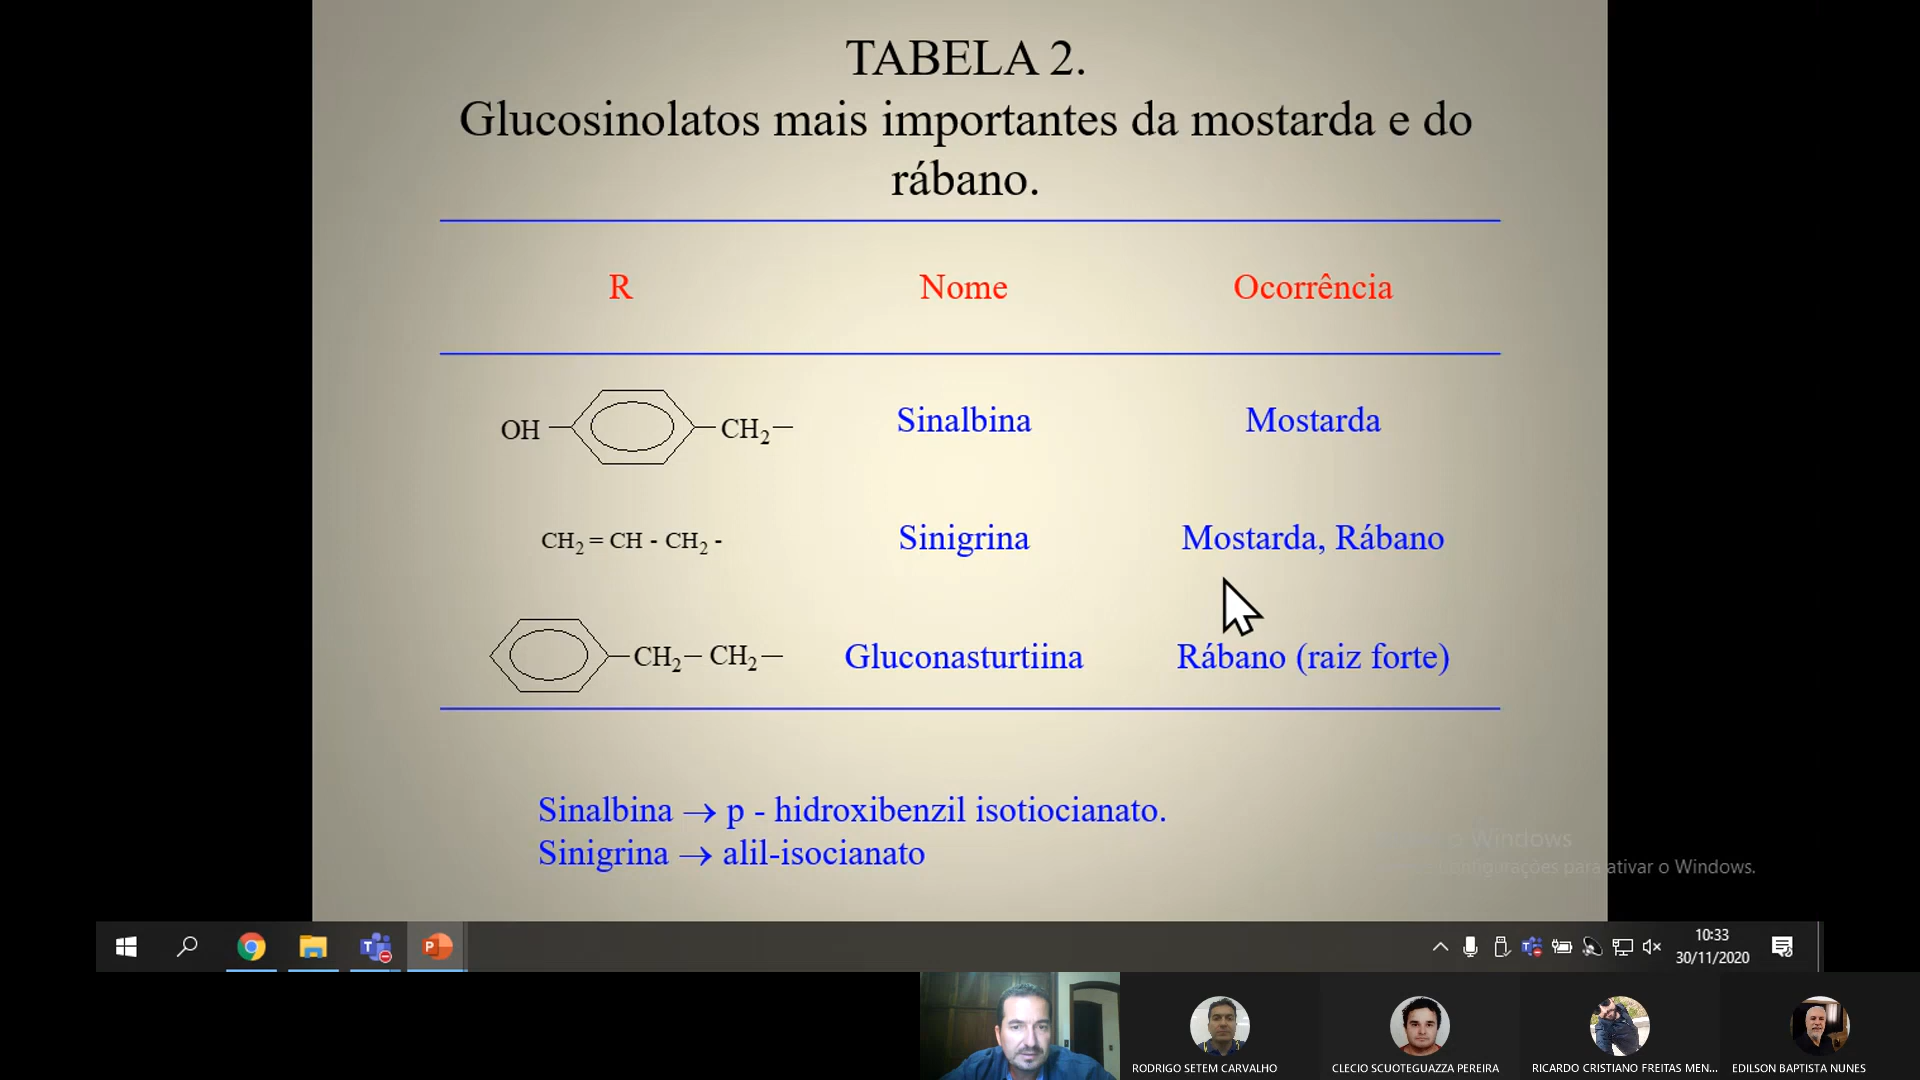 TABELA 2.
Glucosinolatos mais importantes da mostarda e do
rábano.
R Nome Ocorrência
OH CH2 Sinalbina Mostarda
CH2 = CH - CH2 - Sinigrina Mostarda, Rábano
CH2 CH2 Gluconasturtiina Rábano (raiz forte)
Sinalbina → p - hidroxibenzil isotiocianato.
Sinigrina → alil-isocianato
Windows
para ativar o Windows.
10:33
30/11/2020
RODRIGO SETEM CARVALHO
CLECIO SCUOTEGUAZZA PEREIRA
RICARDO CRISTIANO FREITAS MEN...
EDILSON BAPTISTA NUNES